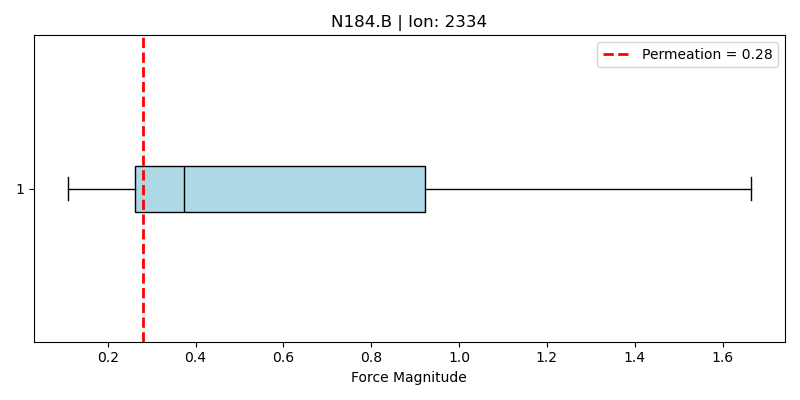 N184.B | Ion: 2334
Permeation = 0.28
1
0.2 0.4 0.6 0.8 1.0 1.2 1.4 1.6
Force Magnitude